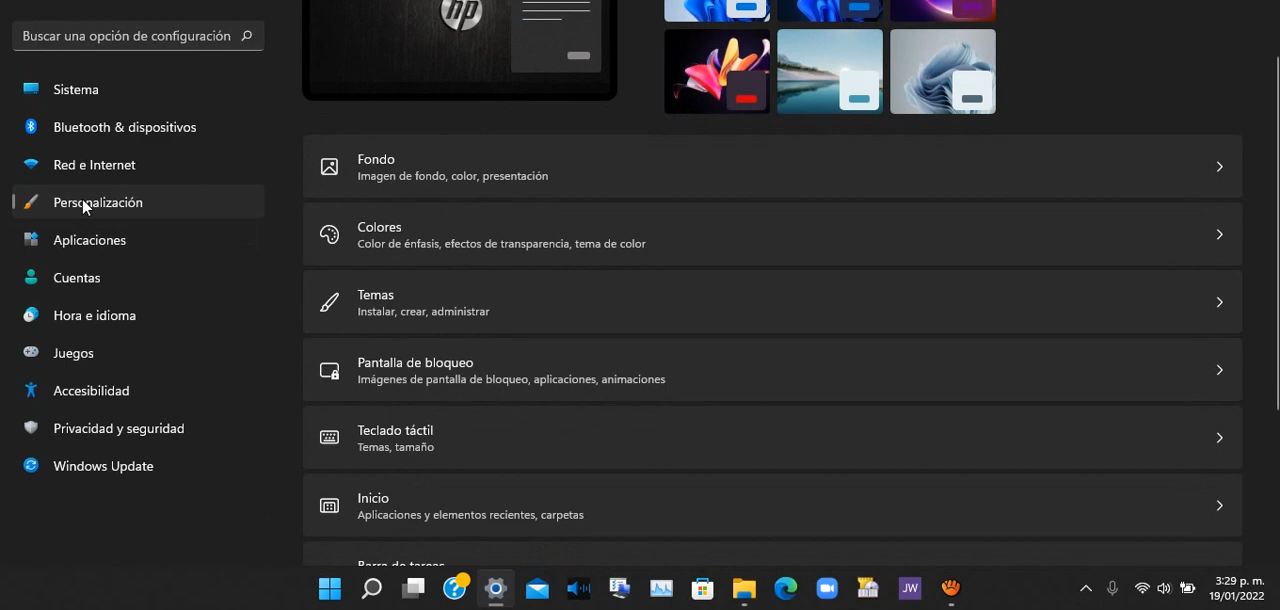 hp
Buscar una opción de configuración
Sistema
Bluetooth & dispositivos
Red e Internet
Personalización
Aplicaciones
Cuentas
Hora e idioma
Juegos
Accesibilidad
Privacidad y seguridad
Windows Update
Fondo
Imagen de fondo, color, presentación
Colores
Color de énfasis, efectos de transparencia, tema de color
Temas
Instalar, crear, administrar
Pantalla de bloqueo
Imágenes de pantalla de bloqueo, aplicaciones, animaciones
Teclado táctil
Temas, tamaño
Inicio
Aplicaciones y elementos recientes, carpetas
Barra de tareas
JW
3:29 p. m.
19/01/2022